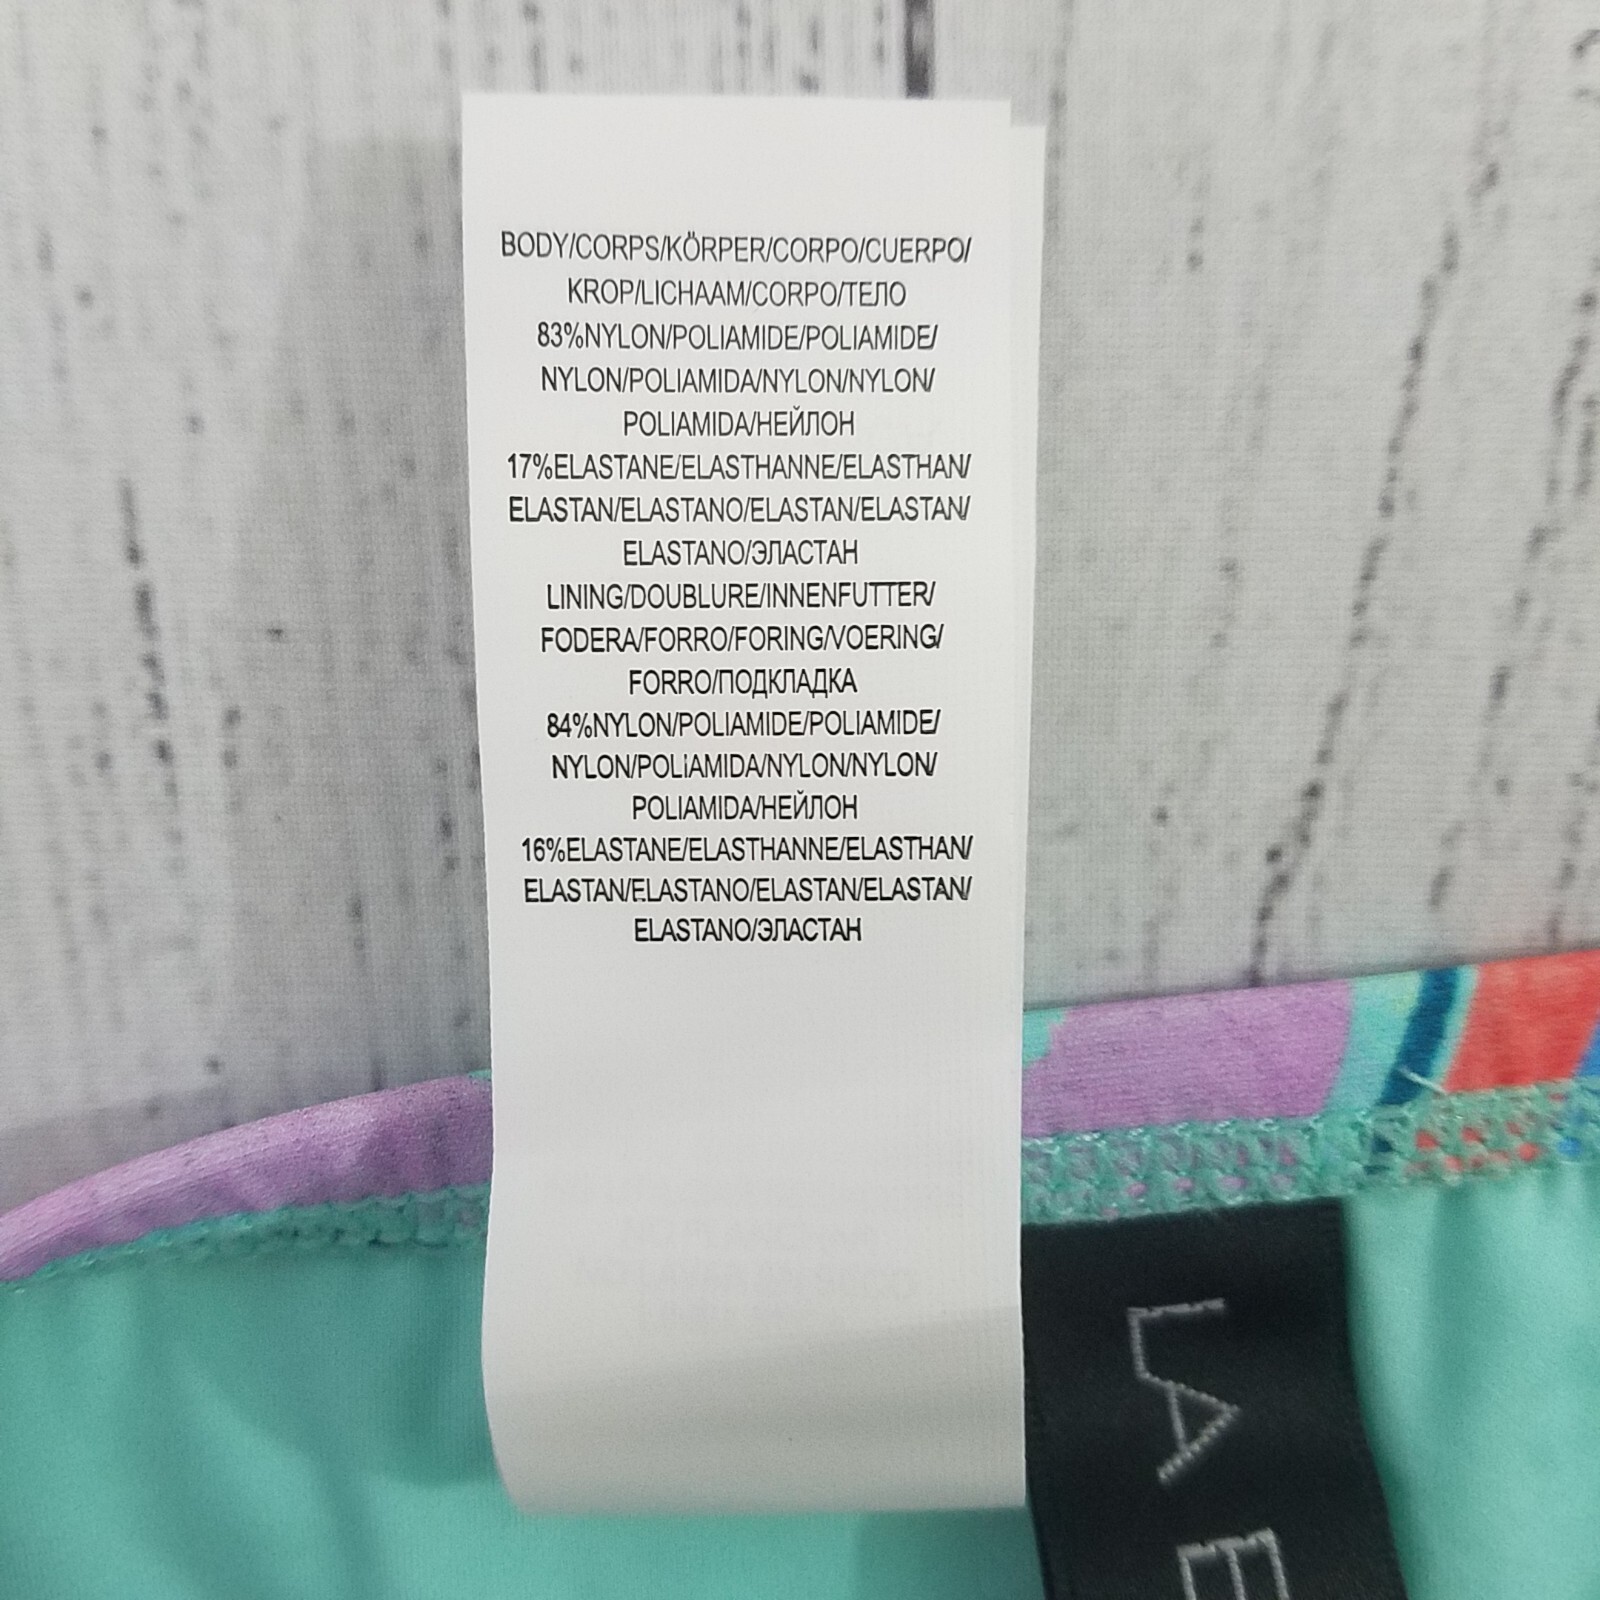 BODY/CORPS/KÖRPER/CORPO/CUERPO/
KROP/LICHAAM/CORPO/ТЕЛО
83%NYLON/POLIAMIDE/POLIAMIDE/
NYLON/POLIAMIDA/NYLON/NYLON/
POLIAMIDA/НЕЙЛОН
17%ELASTANE/ELASTHANNE/ELASTHAN/
ELASTAN/ELASTANO/ELASTAN/ELASTAN/
ELASTANO/ЭЛАСТАН
LINING/DOUBLURE/INNENFUTTER/
FODERA/FORRO/FORING/VOERING/
FORRO/ПОДКЛАДКА
84%NYLON/POLIAMIDE/POLIAMIDE/
NYLON/POLIAMIDA/NYLON/NYLON/
POLIAMIDA/НЕЙЛОН
16%ELASTANE/ELASTHANNE/ELASTHAN/
ELASTAN/ELASTANO/ELASTAN/ELASTAN/
ELASTANO/ЭЛАСТАН
LA